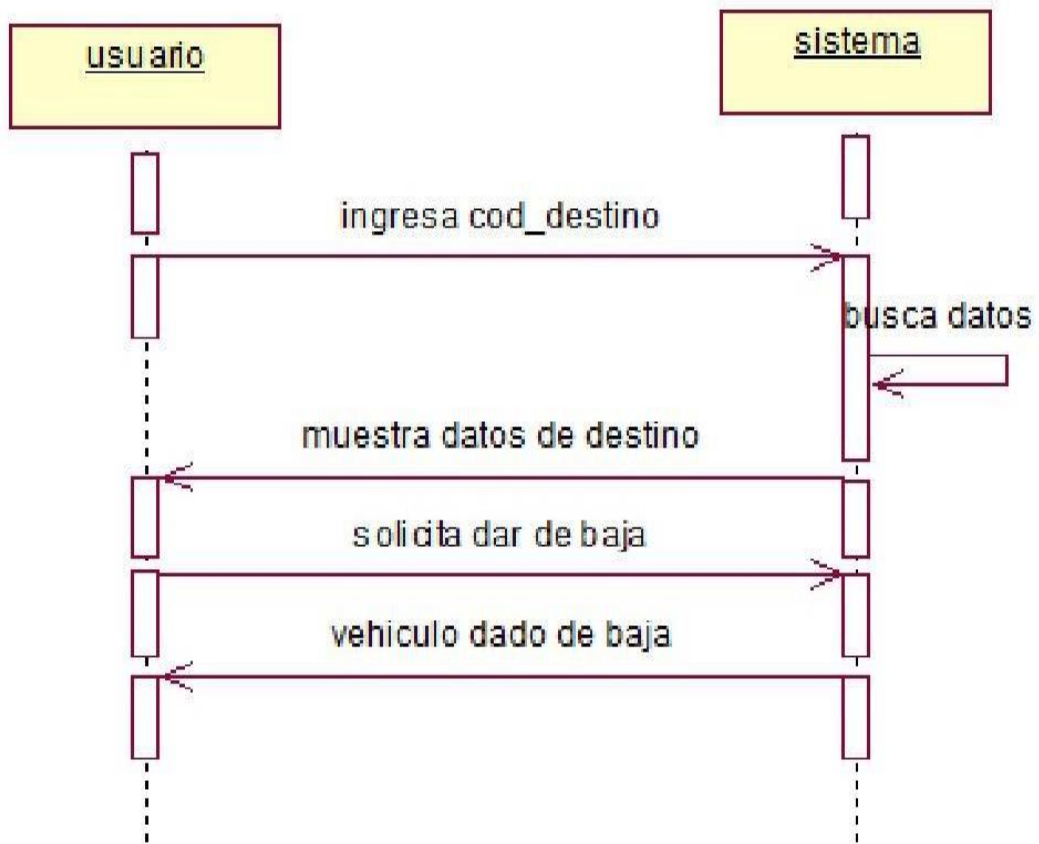 usuario
sistema
ingresa cod_destino
busca datos
muestra datos de destino
solicita dar de baja
vehiculo dado de baja